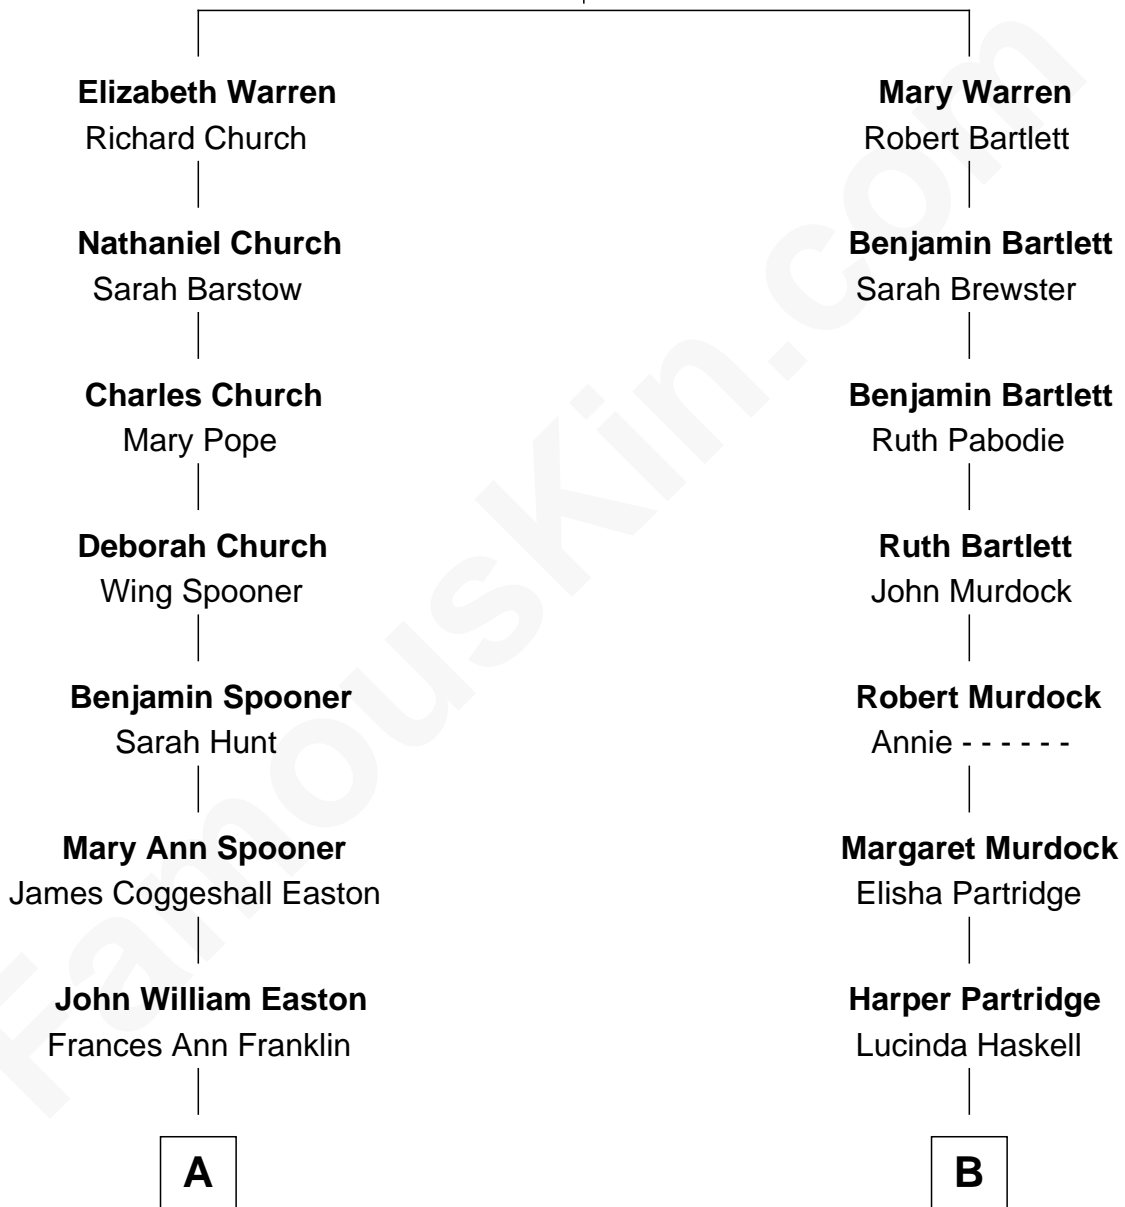 Elizabeth Warren
Richard Church
Mary Warren
Robert Bartlett
Nathaniel Church
Sarah Barstow
Benjamin Bartlett
Sarah Brewster
Charles Church
Mary Pope
Benjamin Bartlett
Ruth Pabodie
Deborah Church
Wing Spooner
Ruth Bartlett
John Murdock
Benjamin Spooner
Sarah Hunt
Robert Murdock
Annie - - - - - -
Mary Ann Spooner
James Coggeshall Easton
Margaret Murdock
Elisha Partridge
John William Easton
Frances Ann Franklin
Harper Partridge
Lucinda Haskell
A
B
FamousKin.com